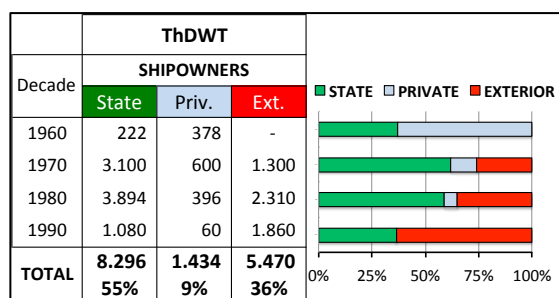 ThDWT
Decade SHIPOWNERS
State Priv. Ext.
1960 222 378 -
1970 3.100 600 1.300
1980 3.894 396 2.310
1990 1.080 60 1.860
TOTAL 8.296 1.434 5.470
55% 9% 36%
STATE PRIVATE EXTERIOR
0% 25% 50% 75% 100%